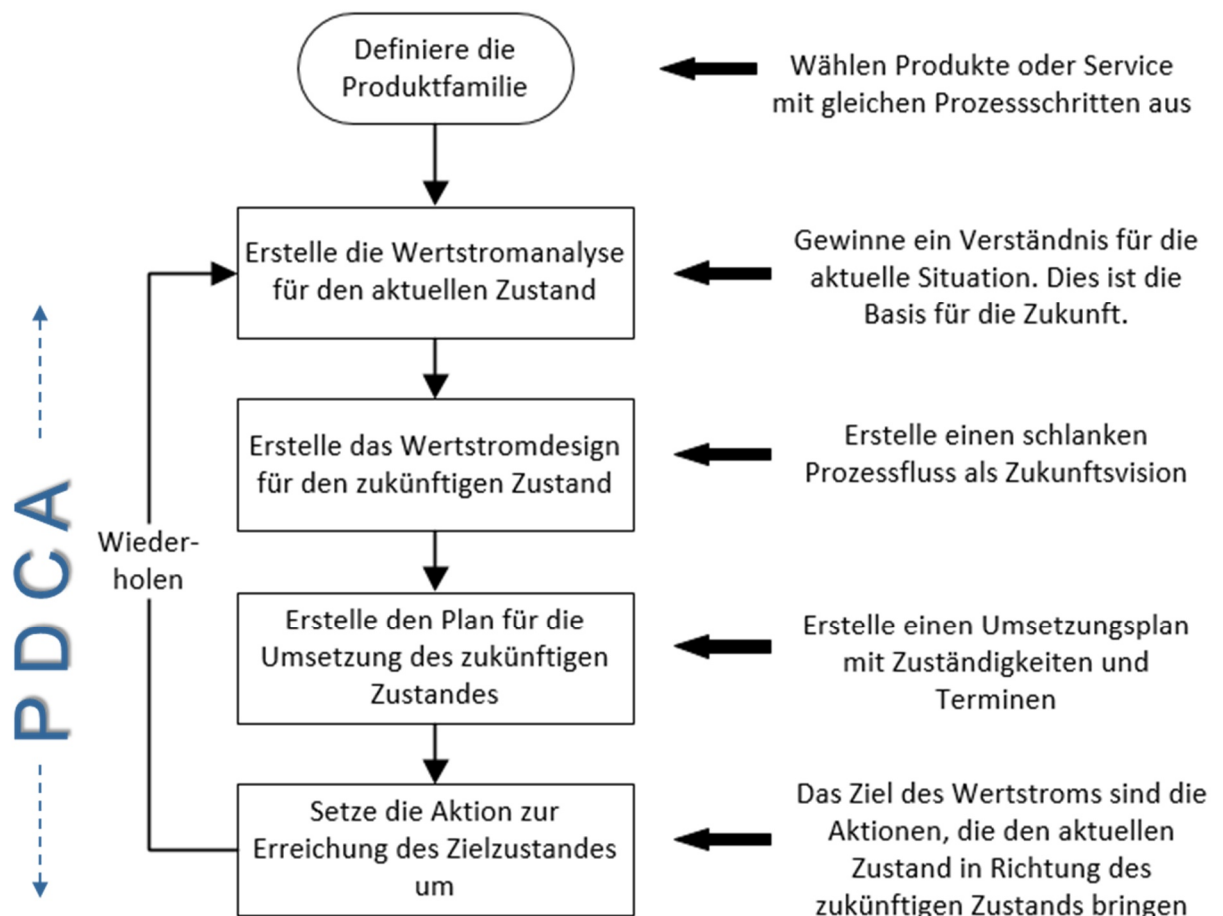 Definiere die
Produktfamilie
Wählen Produkte oder Service
mit gleichen Prozessschritten aus
Erstelle die Wertstromanalyse
für den aktuellen Zustand
Gewinne ein Verständnis für die
aktuelle Situation. Dies ist die
Basis für die Zukunft.
Erstelle das Wertstromdesign
für den zukünftigen Zustand
Erstelle einen schlanken
Prozessfluss als Zukunftsvision
PDCA
Wieder-
holen
Erstelle den Plan für die
Umsetzung des zukünftigen
Zustandes
Erstelle einen Umsetzungsplan
mit Zuständigkeiten und
Terminen
Setze die Aktion zur
Erreichung des Zielzustandes
um
Das Ziel des Wertstroms sind die
Aktionen, die den aktuellen
Zustand in Richtung des
zukünftigen Zustands bringen